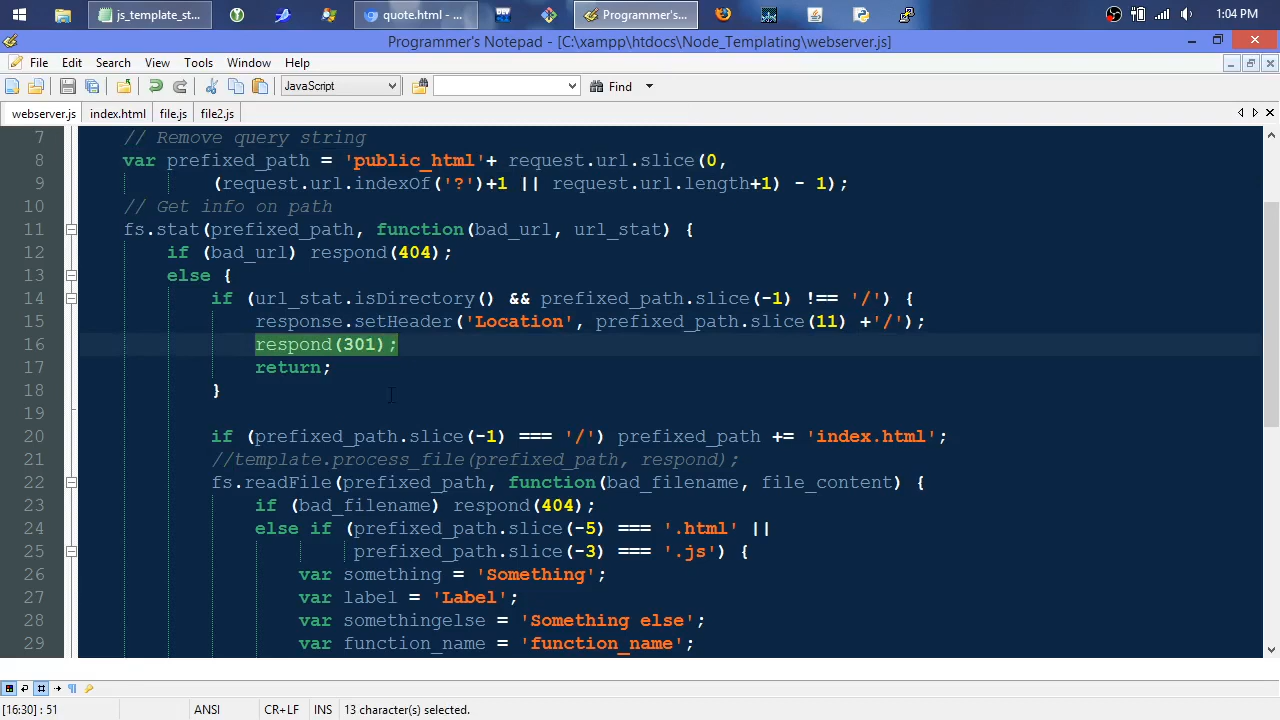 js_template_st...
quote.html - ...
Programmer's...
1:04 PM
Programmer's Notepad - [C:\xampp\htdocs\Node_Templating\webserver.js]
File Edit Search View Tools Window Help
JavaScript Find
webserver.js index.html file.js file2.js
7 // Remove query string
8 var prefixed_path = 'public_html'+ request.url.slice(0,
9 (request.url.indexOf('?')+1 || request.url.length+1) - 1);
10 // Get info on path
11 fs.stat(prefixed_path, function(bad_url, url_stat) {
12 if (bad_url) respond(404);
13 else {
14 if (url_stat.isDirectory() && prefixed_path.slice(-1) !== '/') {
15 response.setHeader('Location', prefixed_path.slice(11) +'/');
16 respond(301);
17 return;
18 }
19
20 if (prefixed_path.slice(-1) === '/') prefixed_path += 'index.html';
21 //template.process_file(prefixed_path, respond);
22 fs.readFile(prefixed_path, function(bad_filename, file_content) {
23 if (bad_filename) respond(404);
24 else if (prefixed_path.slice(-5) === '.html' ||
25 prefixed_path.slice(-3) === '.js') {
26 var something = 'Something';
27 var label = 'Label';
28 var somethingelse = 'Something else';
29 var function_name = 'function_name';
[16:30] : 51 ANSI CR+LF INS 13 character(s) selected.